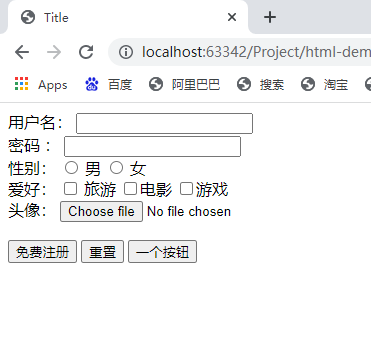 Title
localhost:63342/Project/html-dem
Apps 百度 阿里巴巴 搜索 淘宝
用户名：
密码 ：
性别： 男 女
爱好： 旅游 电影 游戏
头像： Choose file No file chosen
免费注册 重置 一个按钮